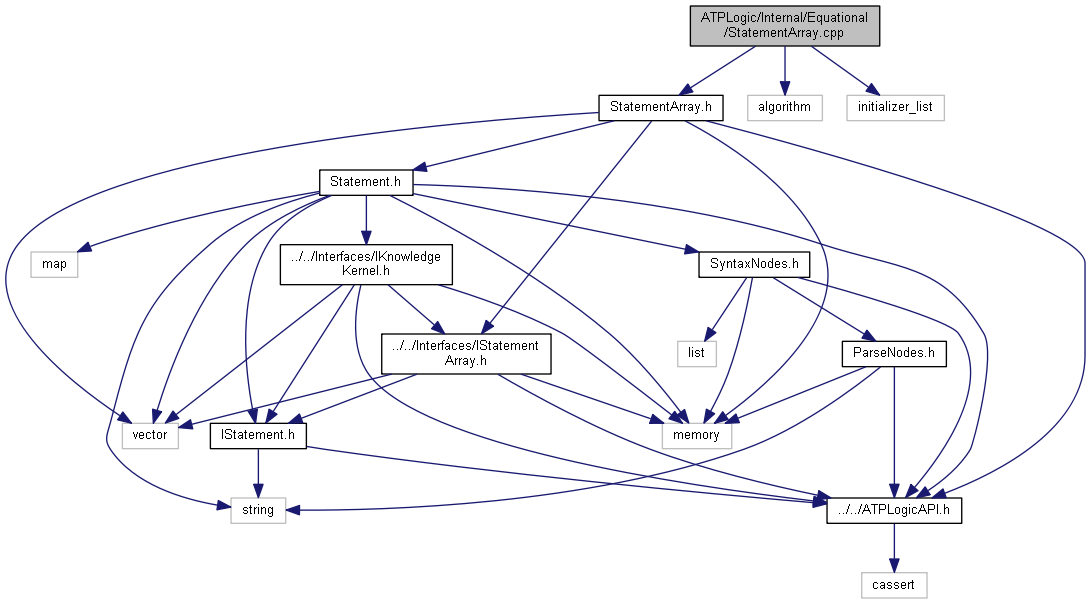 ATPLogic/Internal/Equational
/StatementArray.cpp
StatementArray.h
algorithm
initializer_list
Statement.h
map
../../Interfaces/IKnowledge
Kernel.h
SyntaxNodes.h
../../Interfaces/IStatement
Array.h
list
ParseNodes.h
vector
IStatement.h
memory
string
../../ATPLogicAPI.h
cassert